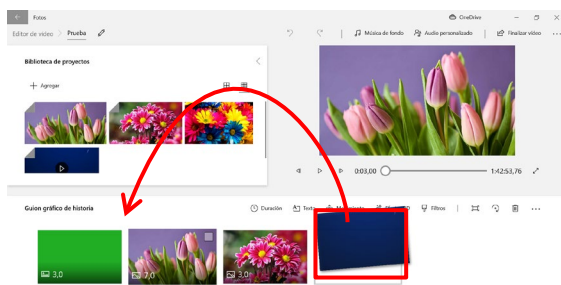 Fotos
OneDrive
Editor de video > Prueba
Música de fondo
Audio personalizado
Finalizar vídeo
Biblioteca de proyectos
Agregar
0:03,00
1:42:53,76
Guion gráfico de historia
Duración
Texto
Filtros
3,0
7,0
3,0